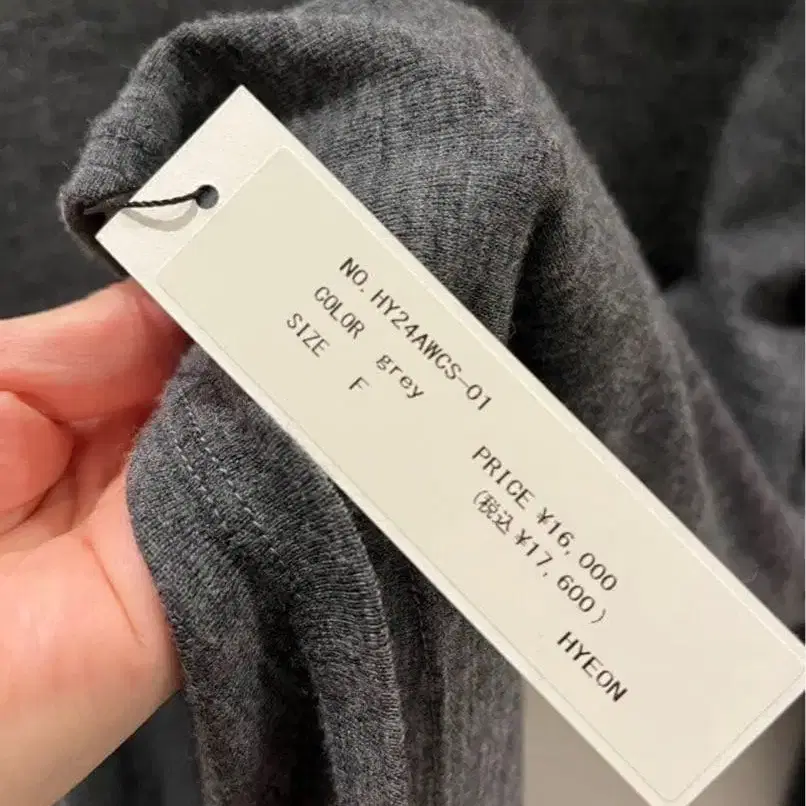 NO. HY24AWCS-01
COLOR grey
SIZE F
PRICE ¥16,000
(税込 ¥17,600)
HYEON